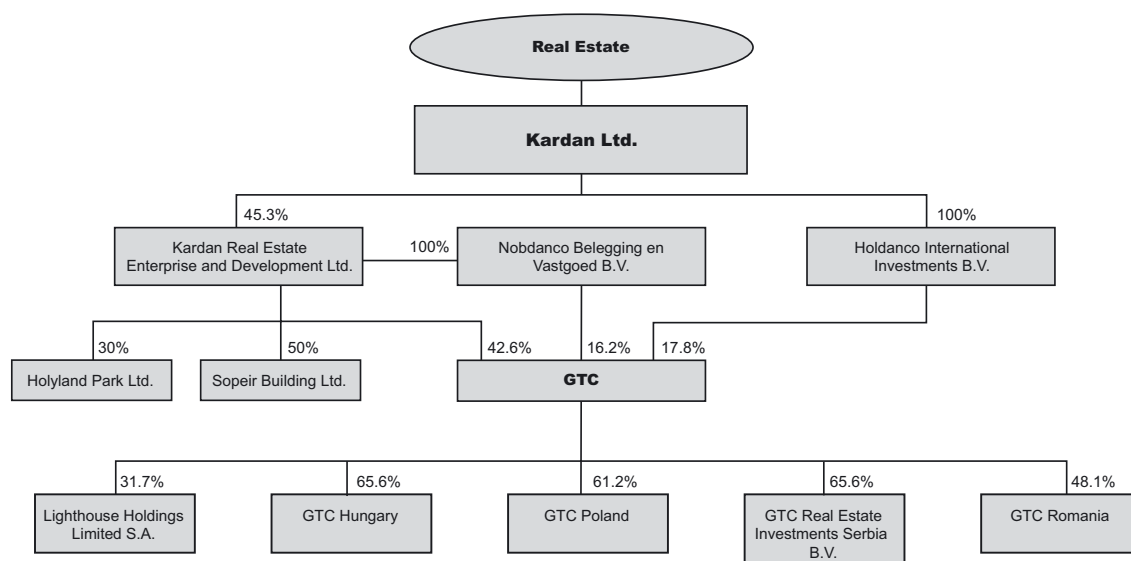 Real Estate
Kardan Ltd.
45.3%
100%
Kardan Real Estate
Enterprise and Development Ltd.
100%
Nobdanco Belegging en
Vastgoed B.V.
Holdanco International
Investments B.V.
30%
50%
42.6%
16.2%
17.8%
Holyland Park Ltd.
Sopeir Building Ltd.
GTC
31.7%
65.6%
61.2%
65.6%
48.1%
Lighthouse Holdings
Limited S.A.
GTC Hungary
GTC Poland
GTC Real Estate
Investments Serbia
B.V.
GTC Romania